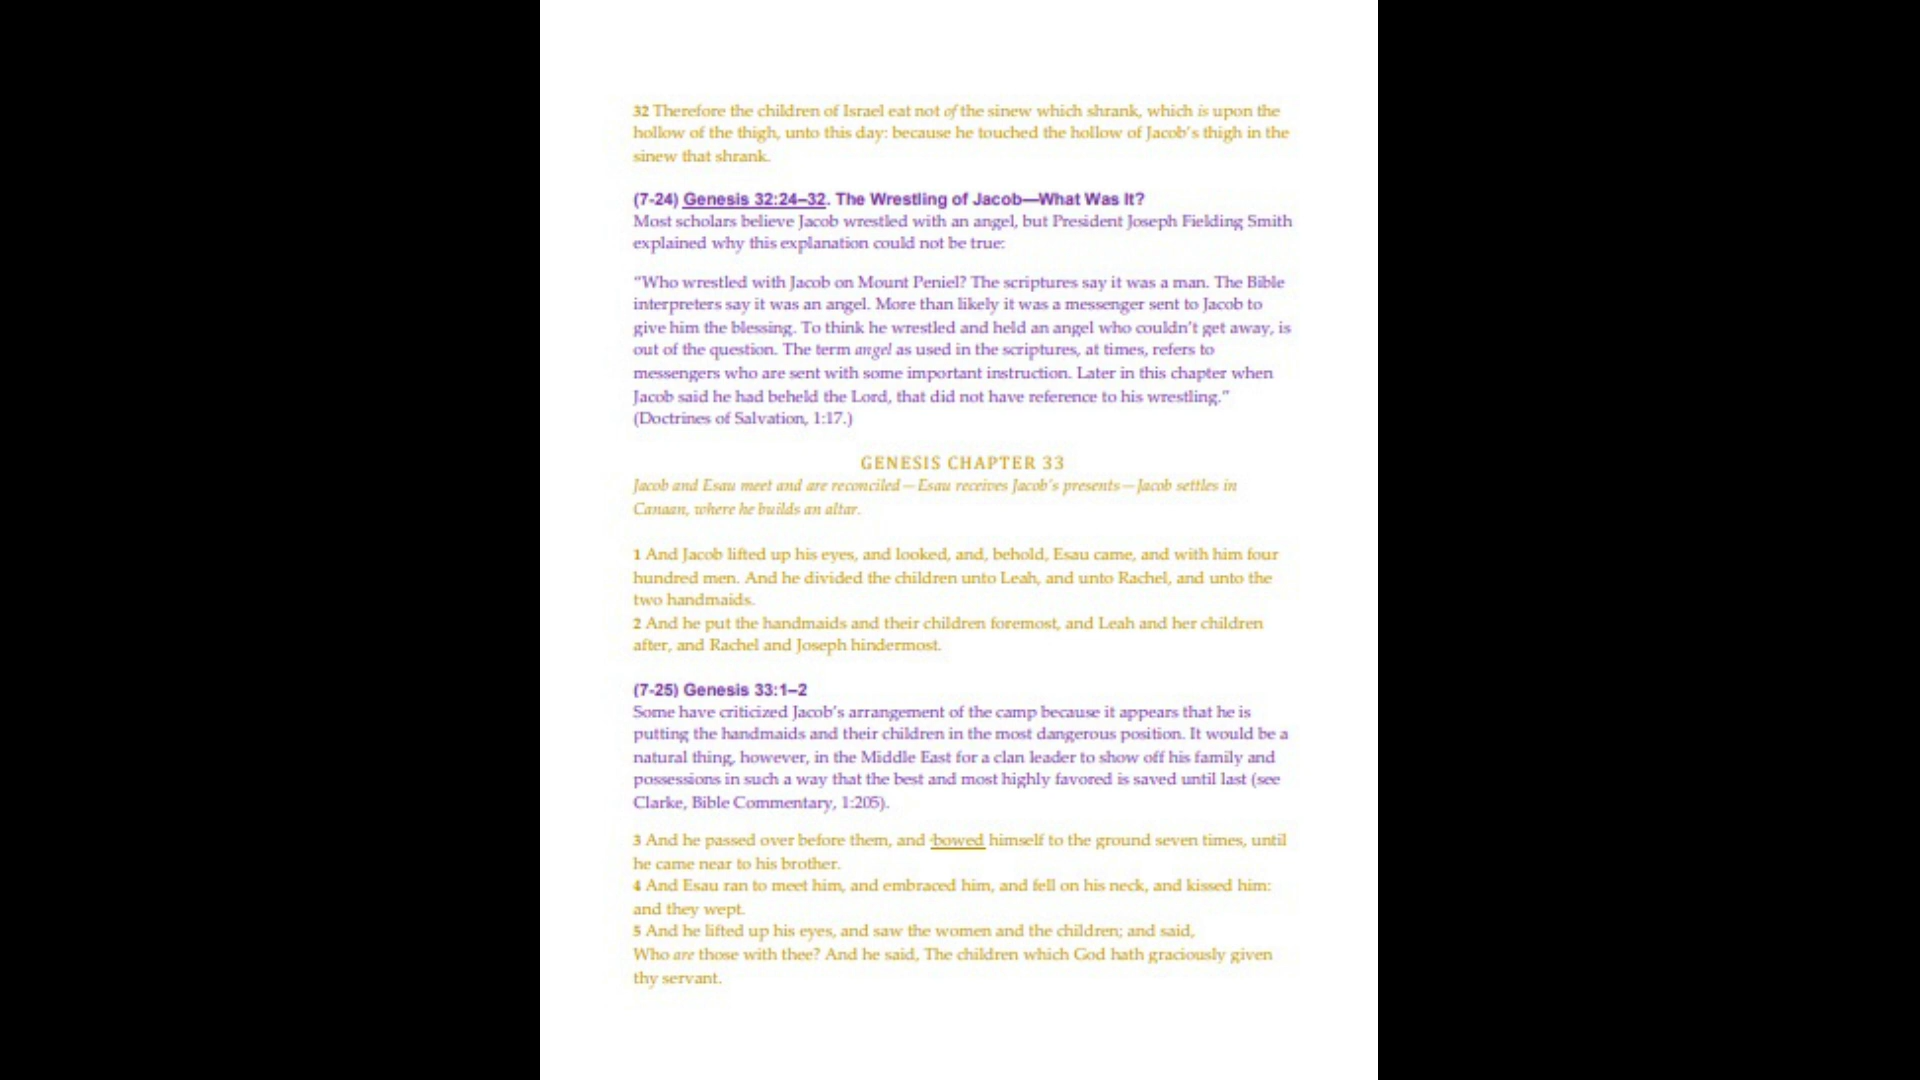 32 Therefore the children of Israel eat not of the sinew which shrank, which is upon the
hollow of the thigh, unto this day: because he touched the hollow of Jacob's thigh in the
sinew that shrank.
(7-24) Genesis 32:24–32. The Wrestling of Jacob—What Was It?
Most scholars believe Jacob wrestled with an angel, but President Joseph Fielding Smith
explained why this explanation could not be true:
“Who wrestled with Jacob on Mount Peniel? The scriptures say it was a man. The Bible
interpreters say it was an angel. More than likely it was a messenger sent to Jacob to
give him the blessing. To think he wrestled and held an angel who couldn't get away, is
out of the question. The term angel as used in the scriptures, at times, refers to
messengers who are sent with some important instruction. Later in this chapter when
Jacob said he had beheld the Lord, that did not have reference to his wrestling.”
(Doctrines of Salvation, 1:17.)
GENESIS CHAPTER 33
Jacob and Esau meet and are reconciled—Esau receives Jacob's presents—Jacob settles in
Canaan, where he builds an altar.
1 And Jacob lifted up his eyes, and looked, and, behold, Esau came, and with him four
hundred men. And he divided the children unto Leah, and unto Rachel, and unto the
two handmaids.
2 And he put the handmaids and their children foremost, and Leah and her children
after, and Rachel and Joseph hindermost.
(7-25) Genesis 33:1–2
Some have criticized Jacob's arrangement of the camp because it appears that he is
putting the handmaids and their children in the most dangerous position. It would be a
natural thing, however, in the Middle East for a clan leader to show off his family and
possessions in such a way that the best and most highly favored is saved until last (see
Clarke, Bible Commentary, 1:205).
3 And he passed over before them, and ·bowed himself to the ground seven times, until
he came near to his brother.
4 And Esau ran to meet him, and embraced him, and fell on his neck, and kissed him:
and they wept.
5 And he lifted up his eyes, and saw the women and the children; and said,
Who are those with thee? And he said, The children which God hath graciously given
thy servant.